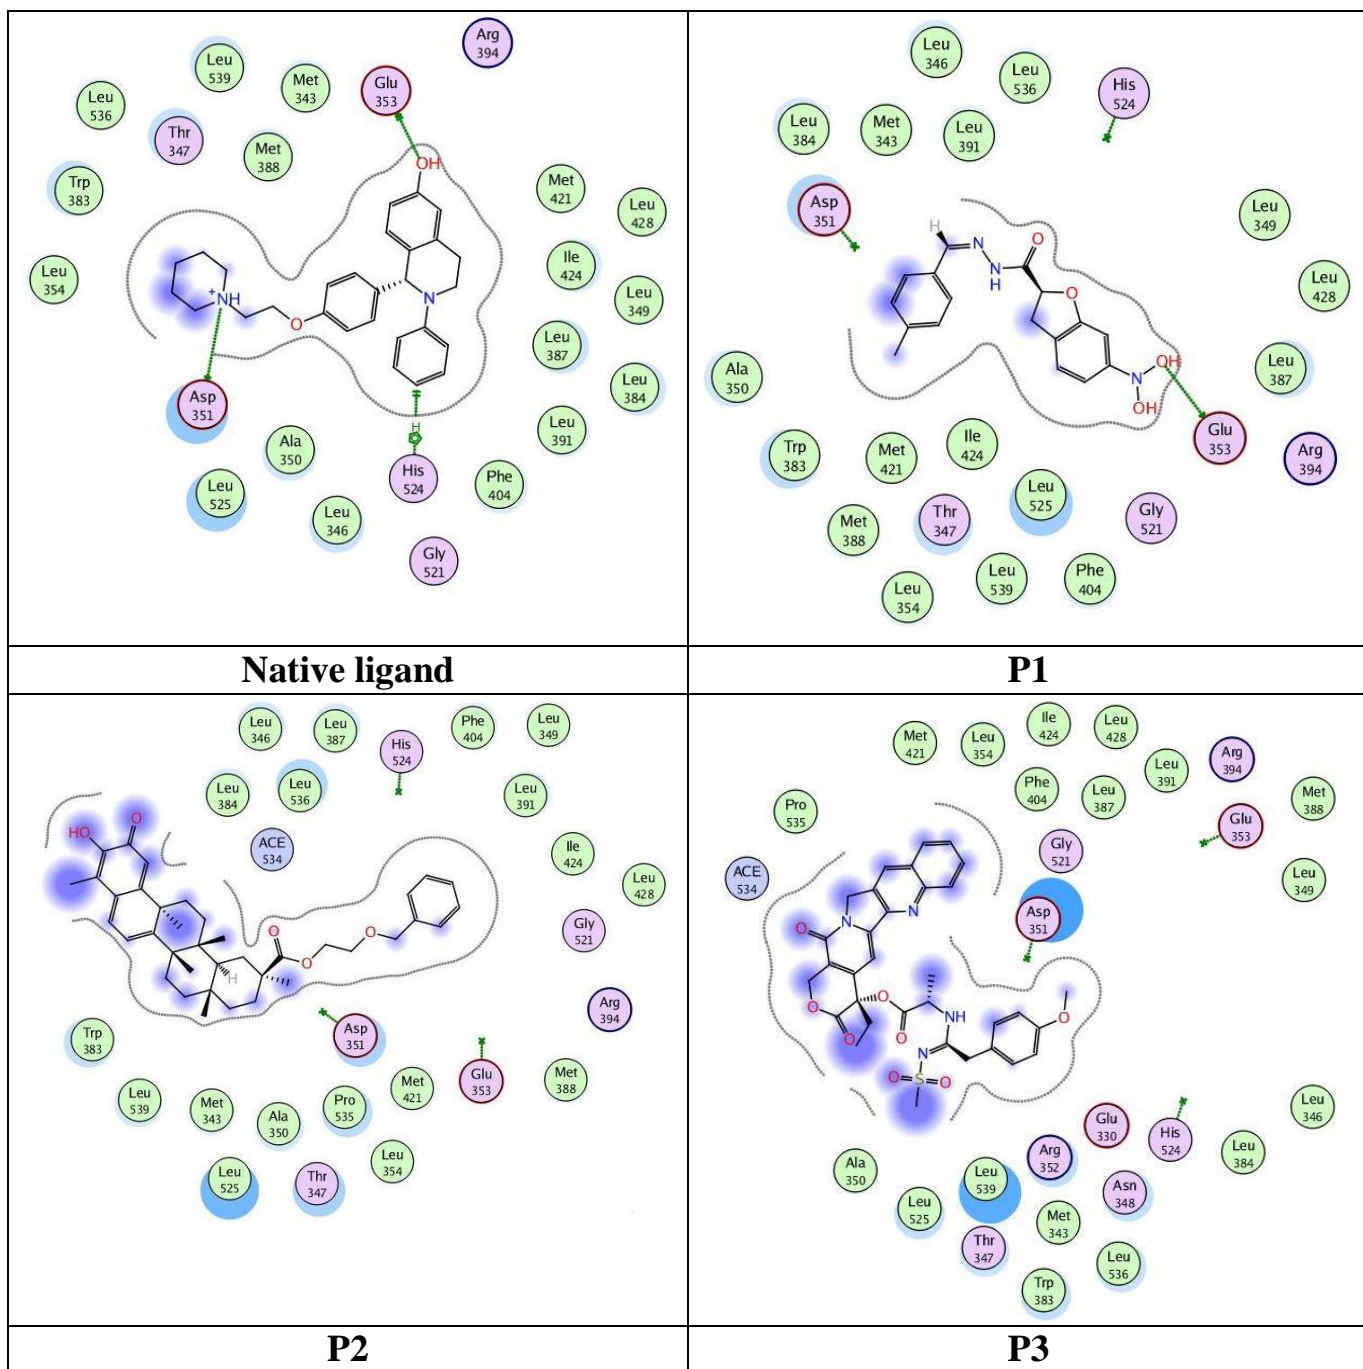 Arg
394
Leu
539
Glu
353
Met
343
Leu
536
Thr
347
Met
388
OH
Trp
383
Met
421
Leu
428
Ile
424
Leu
354
+
NH
N
O
Leu
349
Leu
387
Leu
384
Asp
351
H
Leu
391
Ala
350
His
524
Phe
404
Leu
525
Leu
346
Gly
521
Native ligand
Leu
346
Leu
536
His
524
Leu
384
Met
343
Leu
391
Asp
351
Leu
349
H
N
O
NH
O
Leu
428
Ala
350
OH
N
OH
Leu
387
Glu
353
Arg
394
Trp
383
Met
421
Ile
424
Leu
525
Gly
521
Met
388
Thr
347
Leu
354
Leu
539
Phe
404
P1
Leu
346
Leu
387
His
524
Phe
404
Leu
349
Leu
384
Leu
536
Leu
391
O
HO
ACE
534
Ile
424
Leu
428
O
O
O
H
Gly
521
Arg
394
Trp
383
Asp
351
Glu
353
Met
388
Leu
539
Met
343
Ala
350
Pro
535
Met
421
Leu
354
Leu
525
Thr
347
P2
Met
421
Leu
354
Ile
424
Leu
428
Arg
394
Phe
404
Leu
387
Leu
391
Met
388
Pro
535
Glu
353
Gly
521
ACE
534
Leu
349
Asp
351
N
N
O
O
O
O
O
NH
O
N
O
S
O
Leu
346
Glu
330
His
524
Leu
384
Ala
350
Arg
352
Leu
539
Asn
348
Leu
525
Met
343
Thr
347
Leu
536
Trp
383
P3